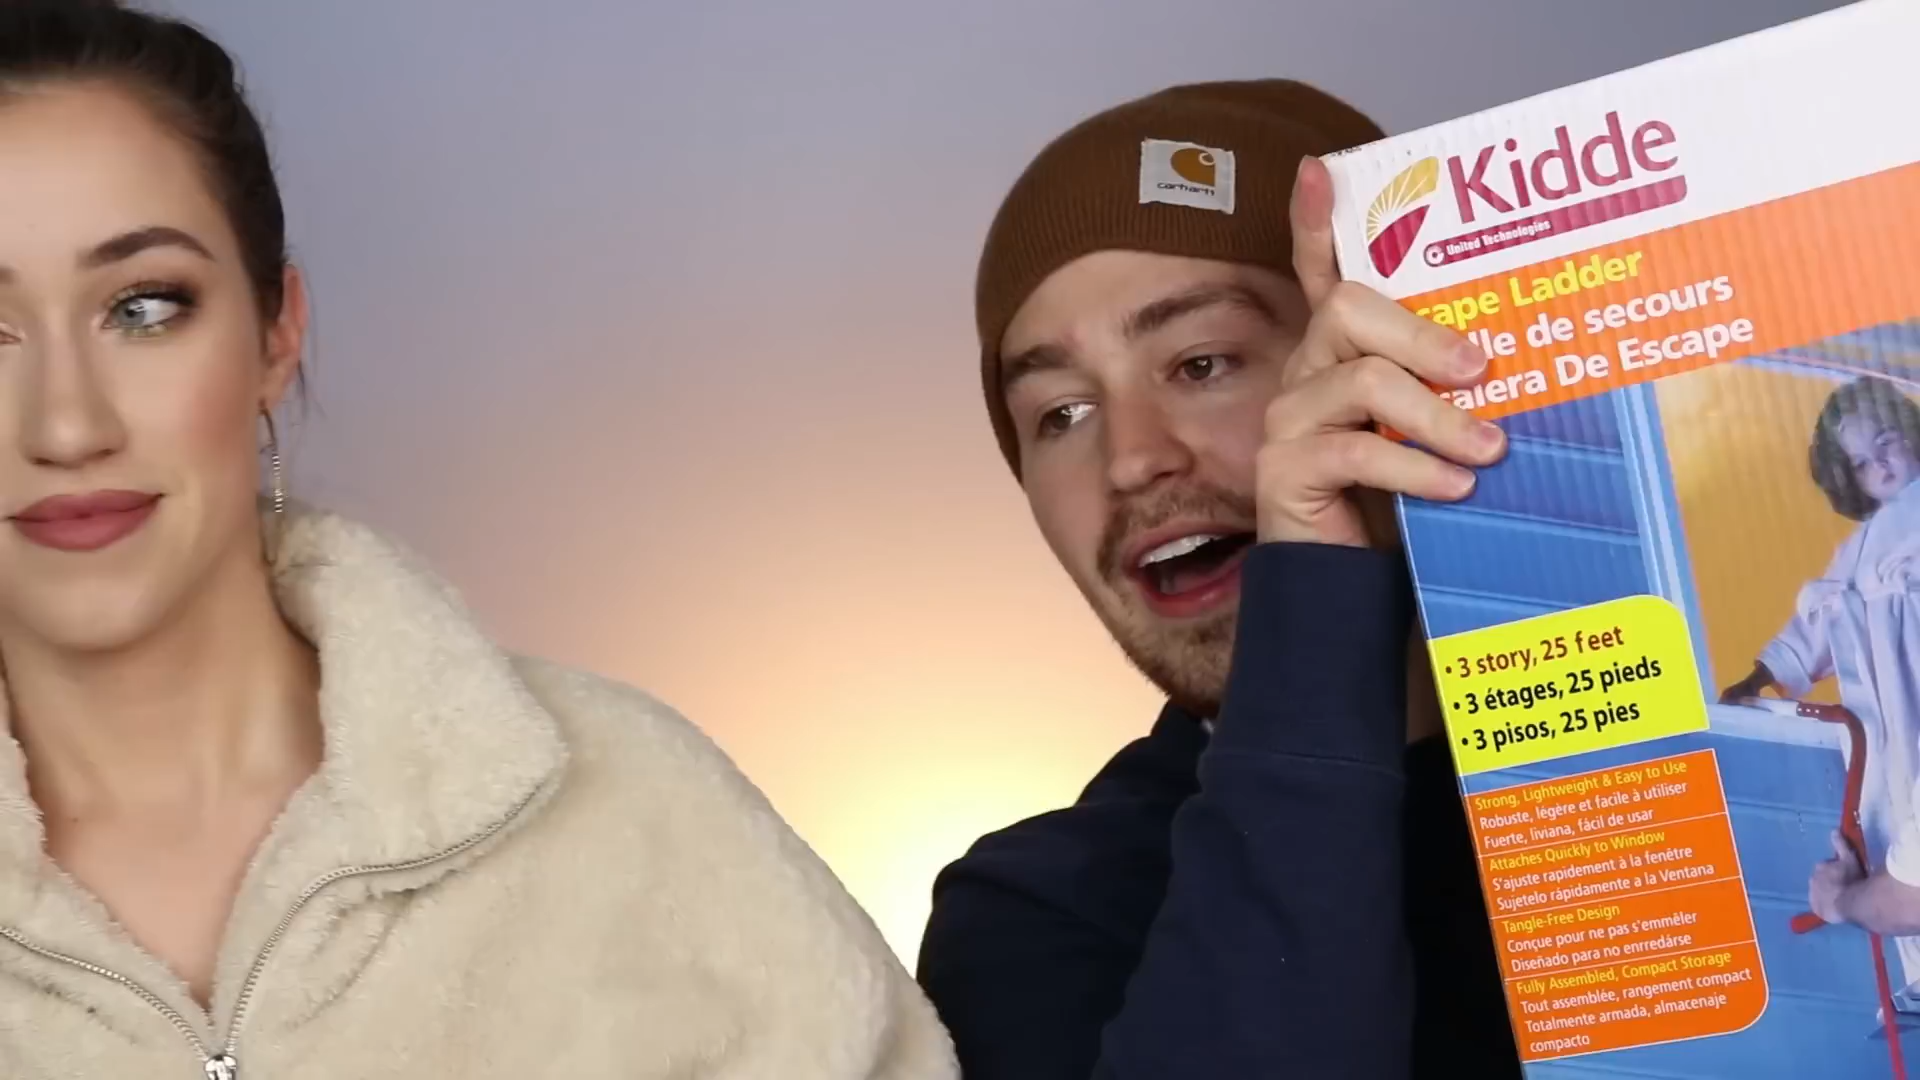 carhartt
Kidde
United Technologies
cape Ladder
lle de secours
alera De Escape
• 3 story, 25 feet
• 3 étages, 25 pieds
• 3 pisos, 25 pies
Strong, Lightweight & Easy to Use
Robuste, légère et facile à utiliser
Fuerte, liviana, fácil de usar
Attaches Quickly to Window
S'ajuste rapidement à la fenêtre
Sujetelo rápidamente a la Ventana
Tangle-Free Design
Conçue pour ne pas s'emmêler
Diseñado para no enrredárse
Fully Assembled, Compact Storage
Tout assemblée, rangement compact
Totalmente armada, almacenaje
compacto